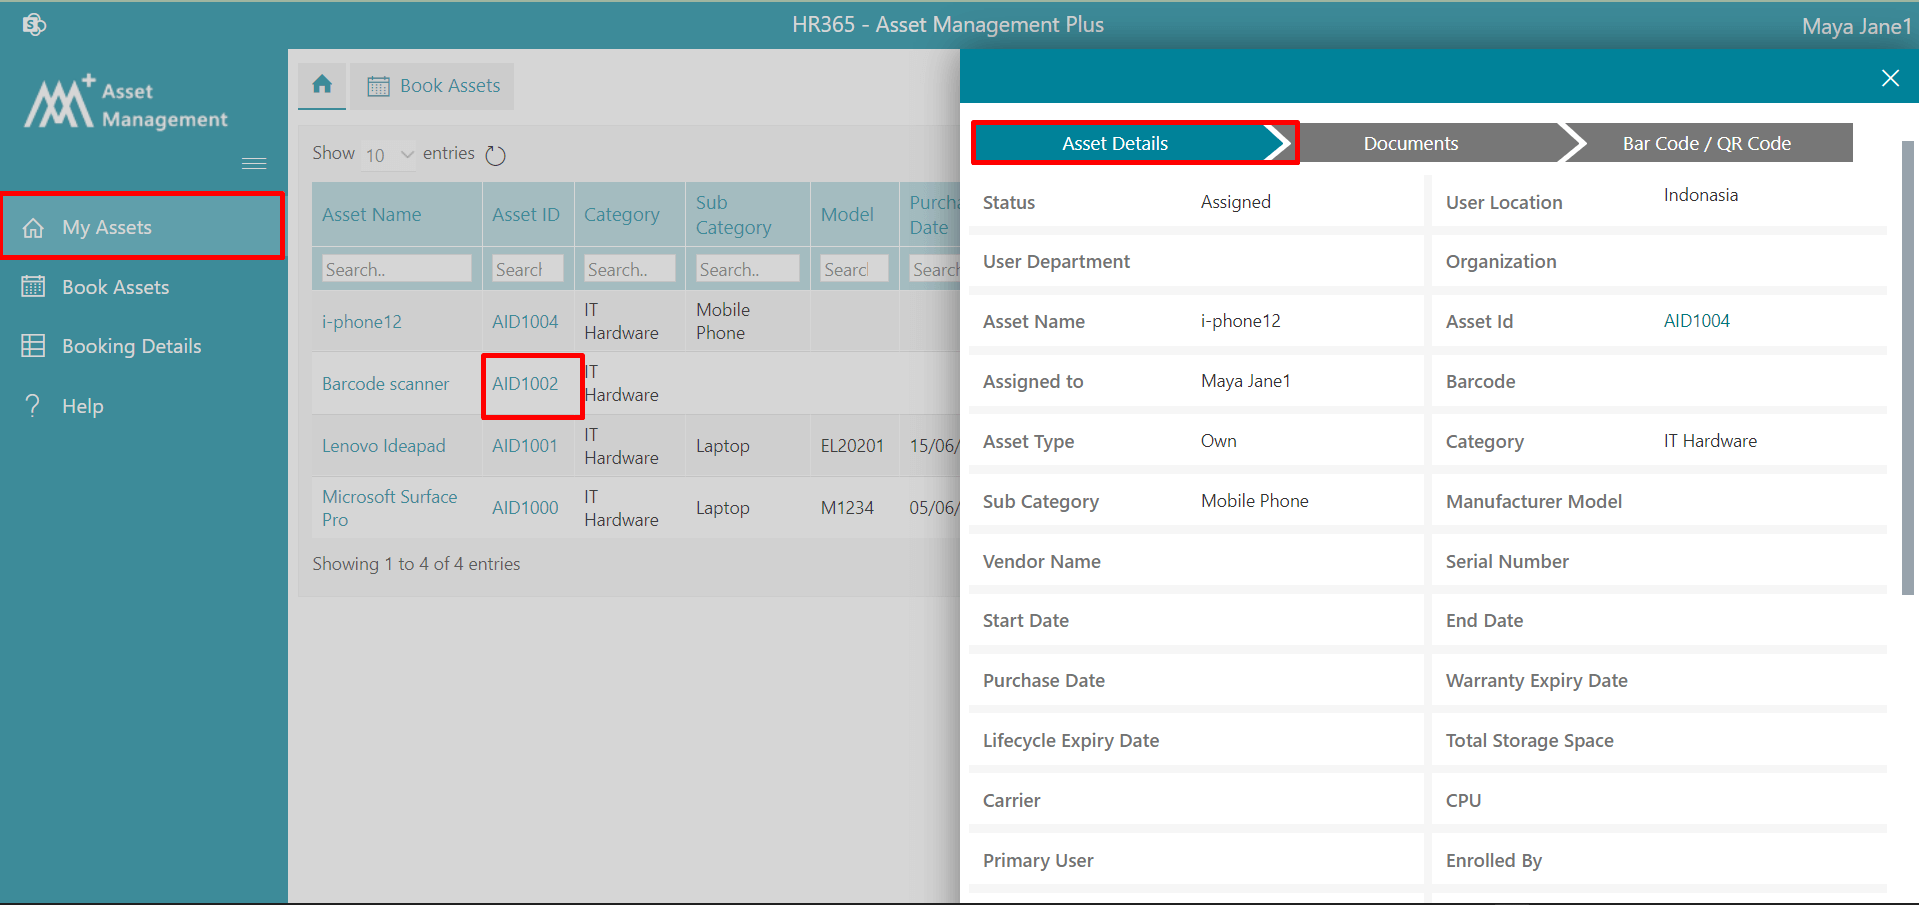 HR365 - Asset Management Plus
Maya Jane1
Asset
Management
My Assets
Book Assets
Booking Details
? Help
Book Assets
Show 10 entries
Asset Name
Asset ID
Category
Sub
Category
Model
Date
Search..
Search..
Search..
i-phone12
AID1004
IT
Hardware
Mobile
Phone
Barcode scanner
AID1002
IT
Hardware
Lenovo Ideapad
AID1001
IT
Hardware
Laptop
EL20201
15/06/
Microsoft Surface
Pro
AID1000
IT
Hardware
Laptop
M1234
05/06/
Showing 1 to 4 of 4 entries
Asset Details
Documents
Bar Code / QR Code
Status Assigned
User Location Indonasia
User Department
Organization
Asset Name i-phone12
Asset Id AID1004
Assigned to Maya Jane1
Barcode
Asset Type Own
Category IT Hardware
Sub Category Mobile Phone
Manufacturer Model
Vendor Name
Serial Number
Start Date
End Date
Purchase Date
Warranty Expiry Date
Lifecycle Expiry Date
Total Storage Space
Carrier
CPU
Primary User
Enrolled By